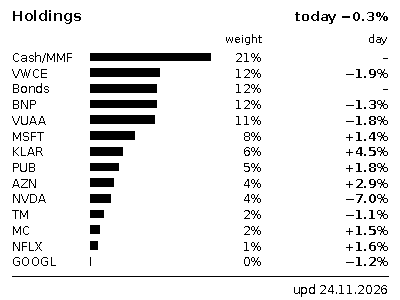 Holdings today −0.3%
weight day
Cash/MMF 21% –
VWCE 12% −1.9%
Bonds 12% –
BNP 12% −1.3%
VUAA 11% −1.8%
MSFT 8% +1.4%
KLAR 6% +4.5%
PUB 5% +1.8%
AZN 4% +2.9%
NVDA 4% −7.0%
TM 2% −1.1%
MC 2% +1.5%
NFLX 1% +1.6%
GOOGL 0% −1.2%
upd 24.11.2026